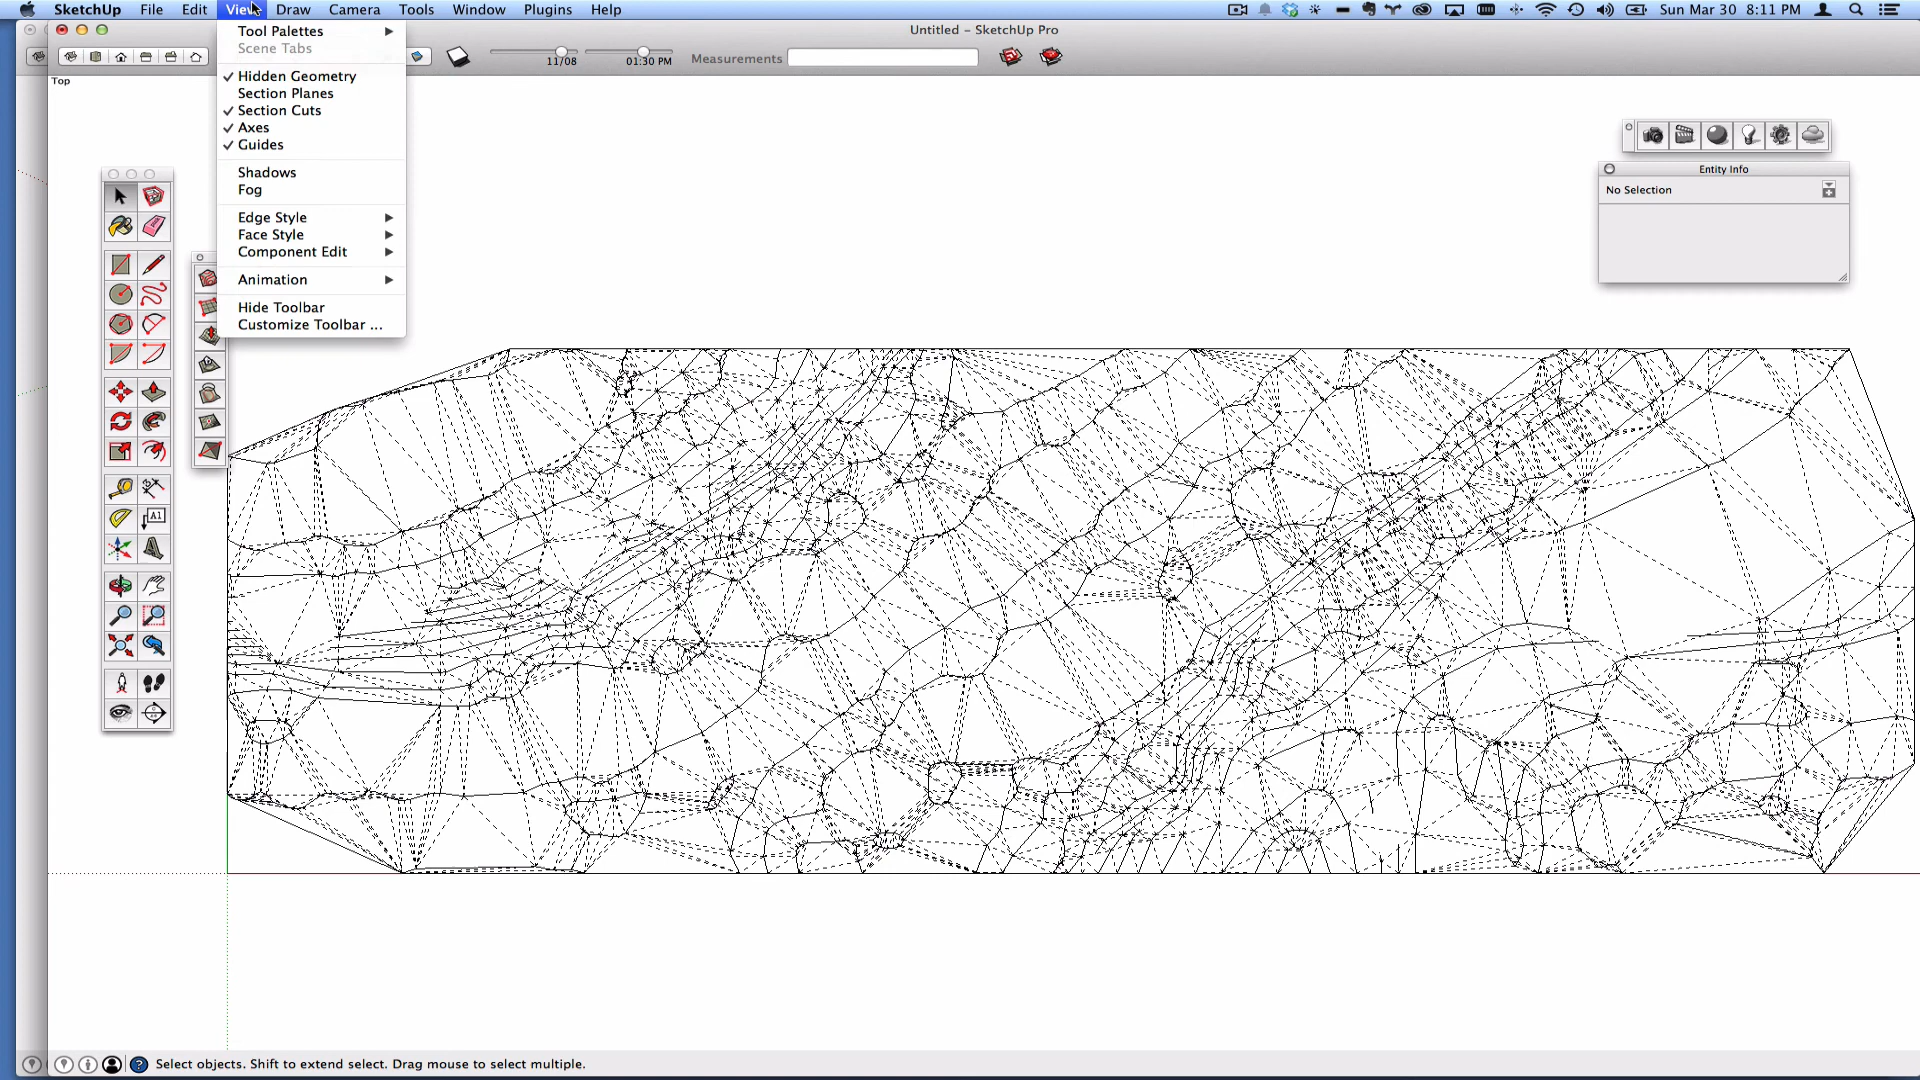 SketchUp File Edit View Draw Camera Tools Window Plugins Help Sun Mar 30 8:11 PM
Untitled – SketchUp Pro
11/08 01:30 PM Measurements
Top
Tool Palettes
Scene Tabs
Hidden Geometry
Section Planes
Section Cuts
Axes
Guides
Shadows
Fog
Edge Style
Face Style
Component Edit
Animation
Hide Toolbar
Customize Toolbar ...
Entity Info
No Selection
A1
Select objects. Shift to extend select. Drag mouse to select multiple.